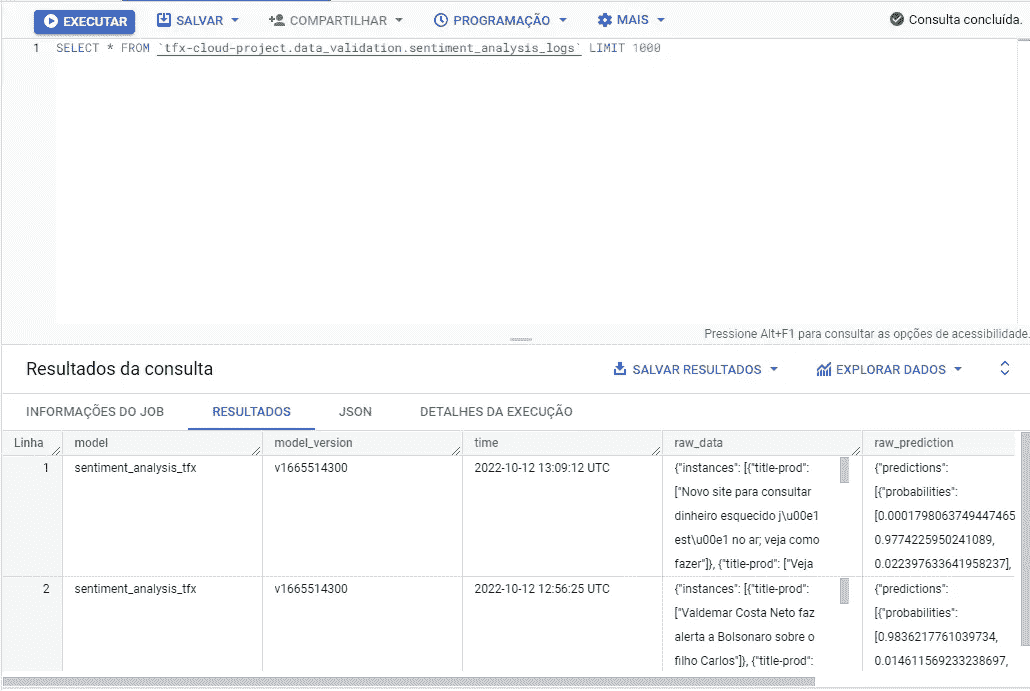 EXECUTAR SALVAR COMPARTILHAR PROGRAMAÇÃO MAIS Consulta concluída.
1 SELECT * FROM `tfx-cloud-project.data_validation.sentiment_analysis_logs` LIMIT 1000
Pressione Alt+F1 para consultar as opções de acessibilidade.
Resultados da consulta SALVAR RESULTADOS EXPLORAR DADOS
INFORMAÇÕES DO JOB RESULTADOS JSON DETALHES DA EXECUÇÃO
Linha model model_version time raw_data raw_prediction
1 sentiment_analysis_tfx v1665514300 2022-10-12 13:09:12 UTC {"instances": [{"title-prod": {"predictions":
["Novo site para consultar [{"probabilities":
dinheiro esquecido j\u00e1 [0.0001798063749447465
est\u00e1 no ar; veja como 0.9774225950241089,
fazer"]}, {"title-prod": ["Veja 0.022397633641958237],
2 sentiment_analysis_tfx v1665514300 2022-10-12 12:56:25 UTC {"instances": [{"title-prod": {"predictions":
["Valdemar Costa Neto faz [{"probabilities":
alerta a Bolsonaro sobre o [0.9836217761039734,
filho Carlos"]}, {"title-prod": 0.014611569233238697,